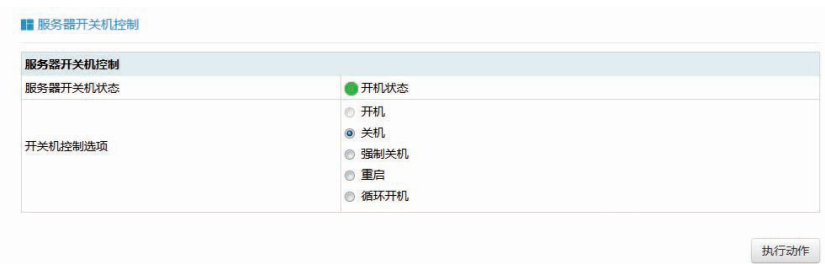 服务器开关机控制
服务器开关机控制
服务器开关机状态 开机状态
开关机控制选项
开机
关机
强制关机
重启
循环开机
执行动作